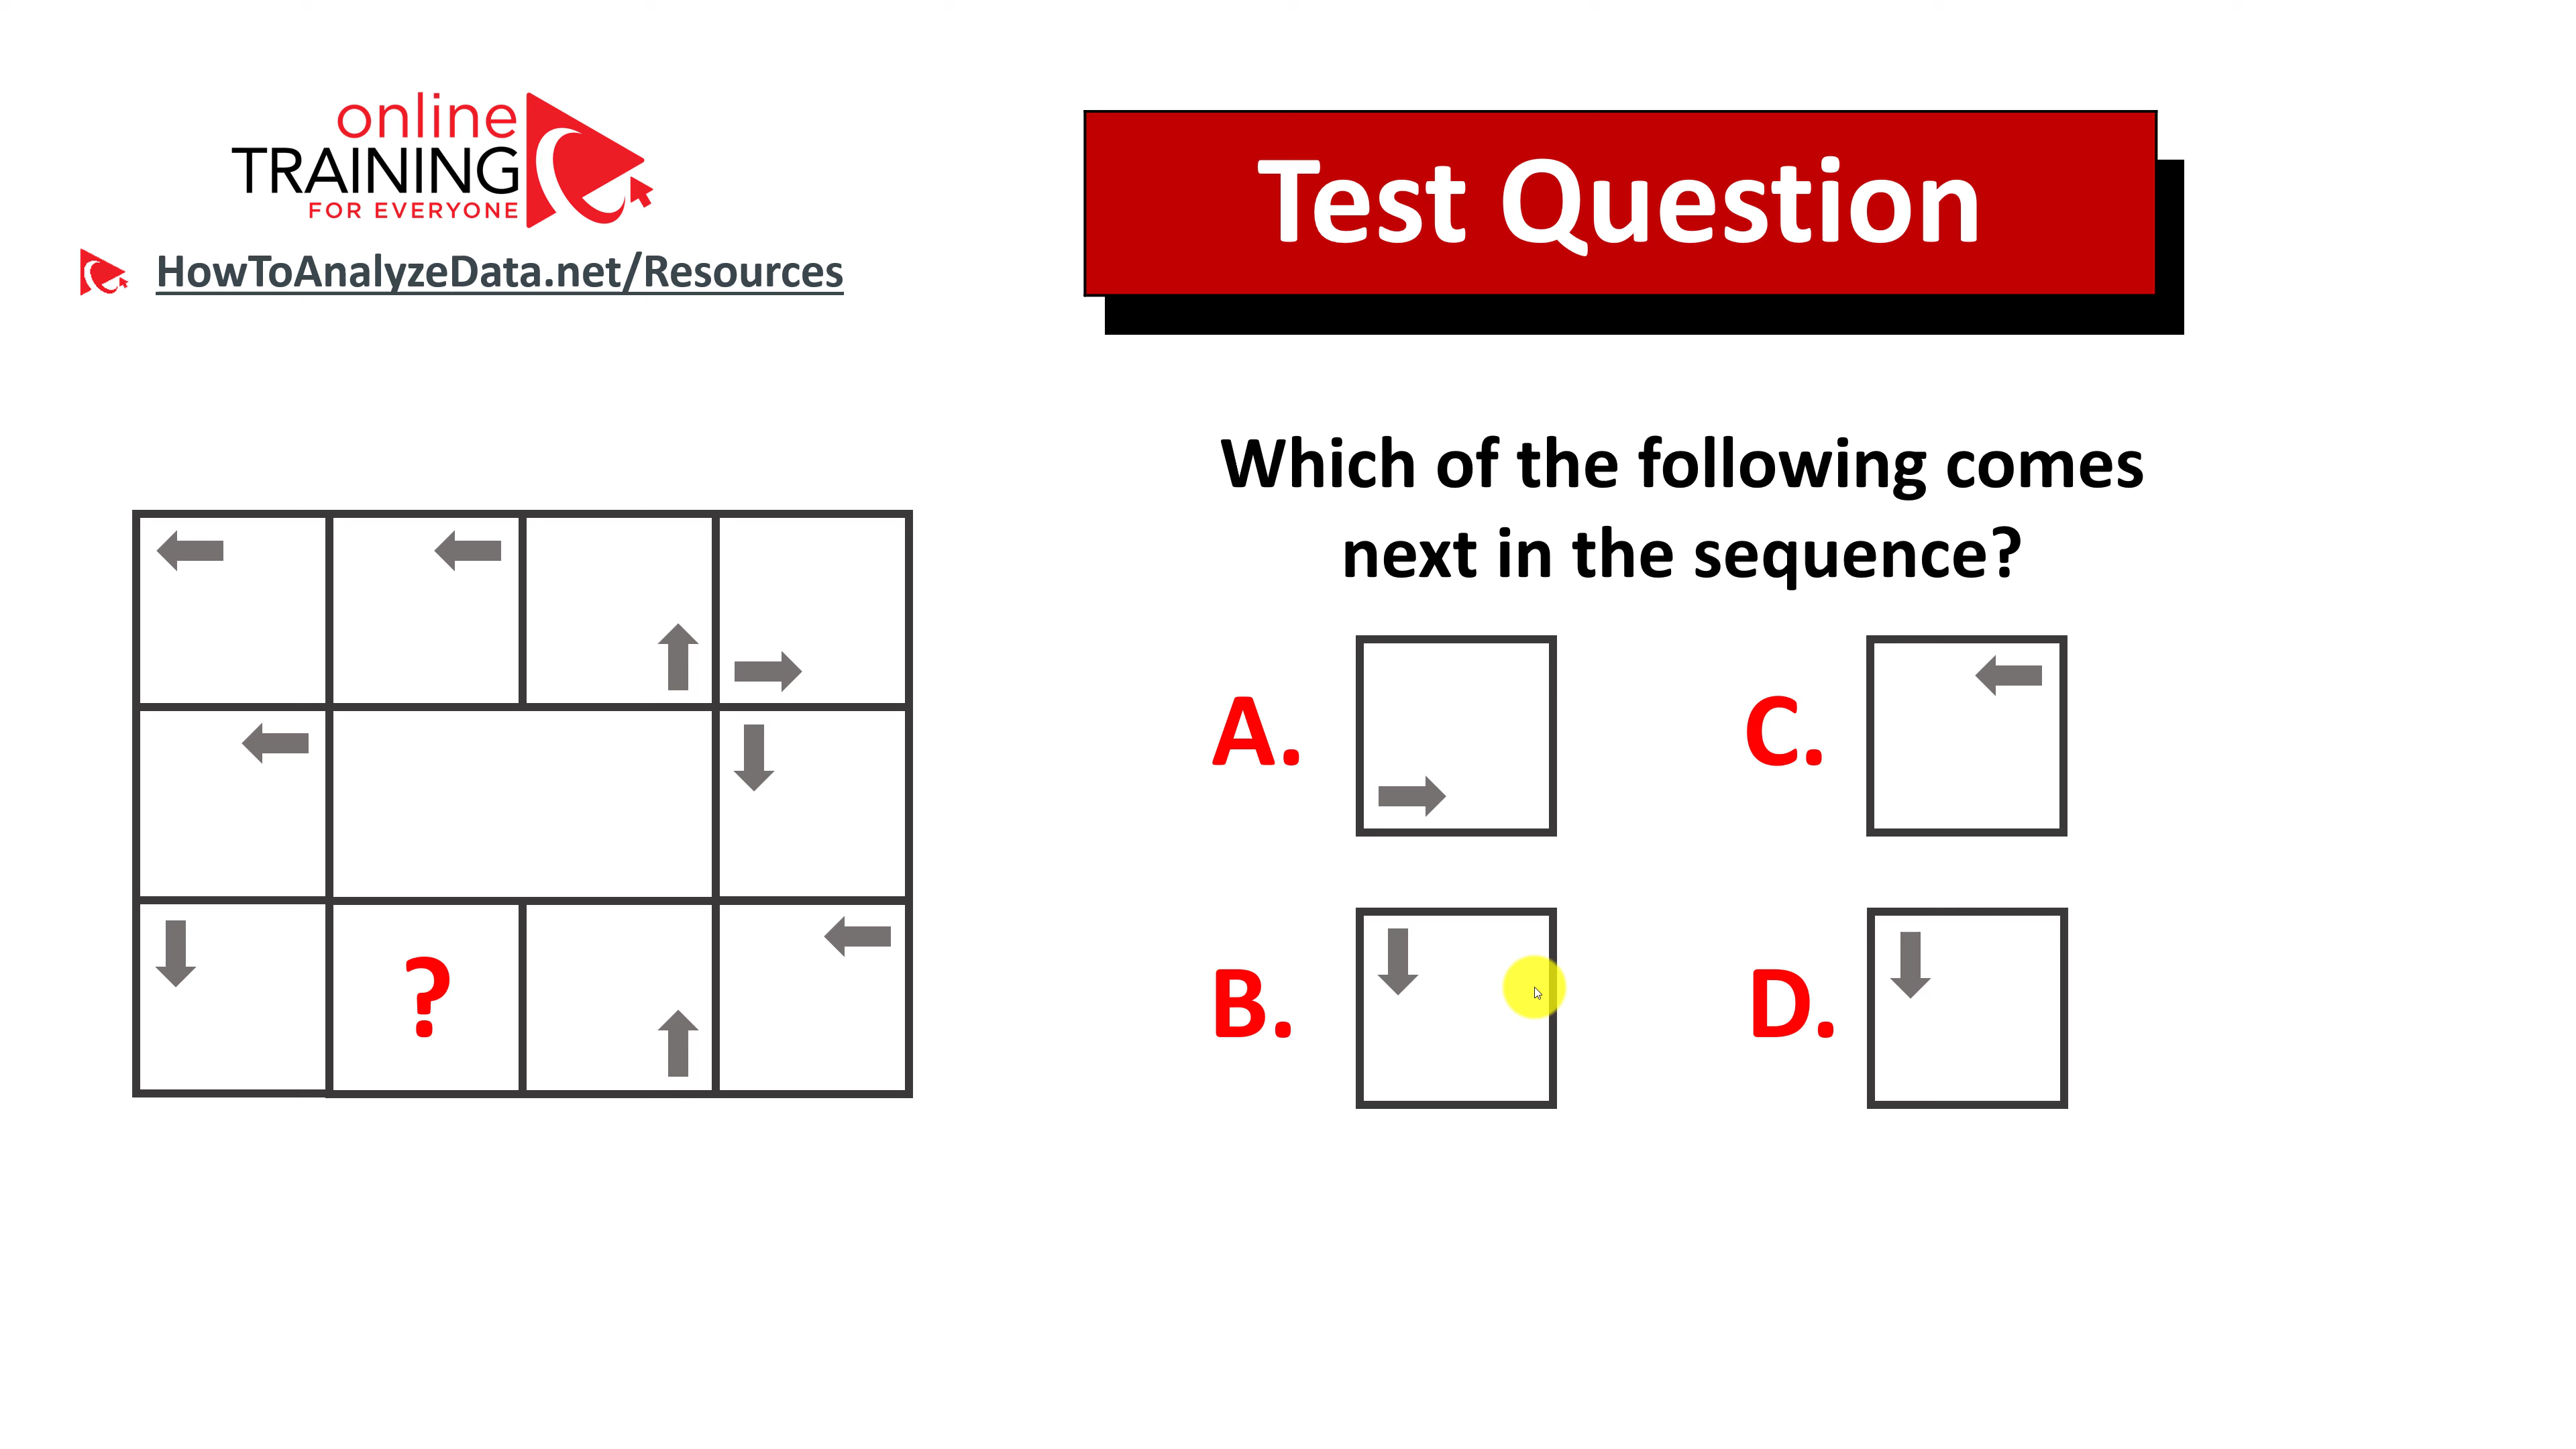 online
TRAINING
FOR EVERYONE
HowToAnalyzeData.net/Resources
Test Question
Which of the following comes
next in the sequence?
A.
C.
?
B.
D.